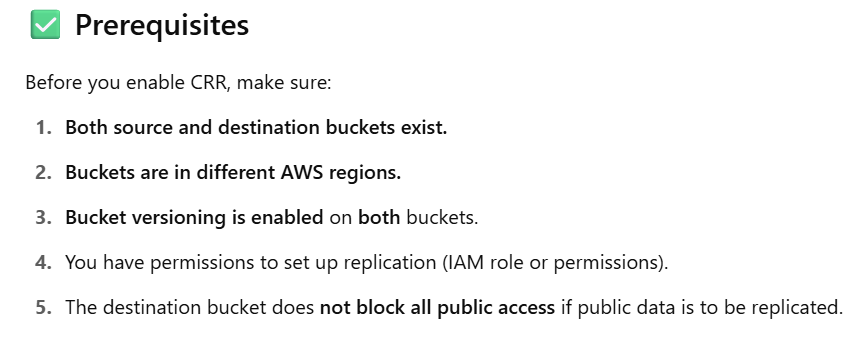 ✅ Prerequisites
Before you enable CRR, make sure:
1. Both source and destination buckets exist.
2. Buckets are in different AWS regions.
3. Bucket versioning is enabled on both buckets.
4. You have permissions to set up replication (IAM role or permissions).
5. The destination bucket does not block all public access if public data is to be replicated.